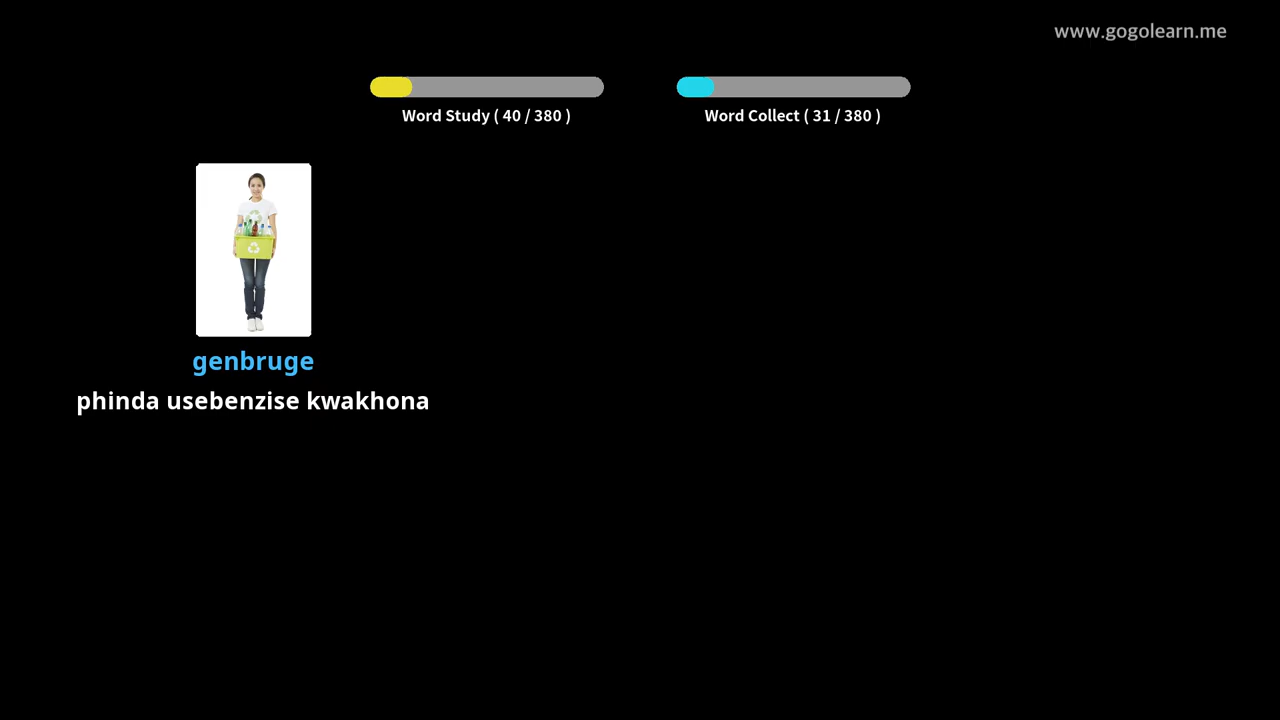 www.gogolearn.me
Word Study ( 40 / 380 )
Word Collect ( 31 / 380 )
genbruge
phinda usebenzise kwakhona